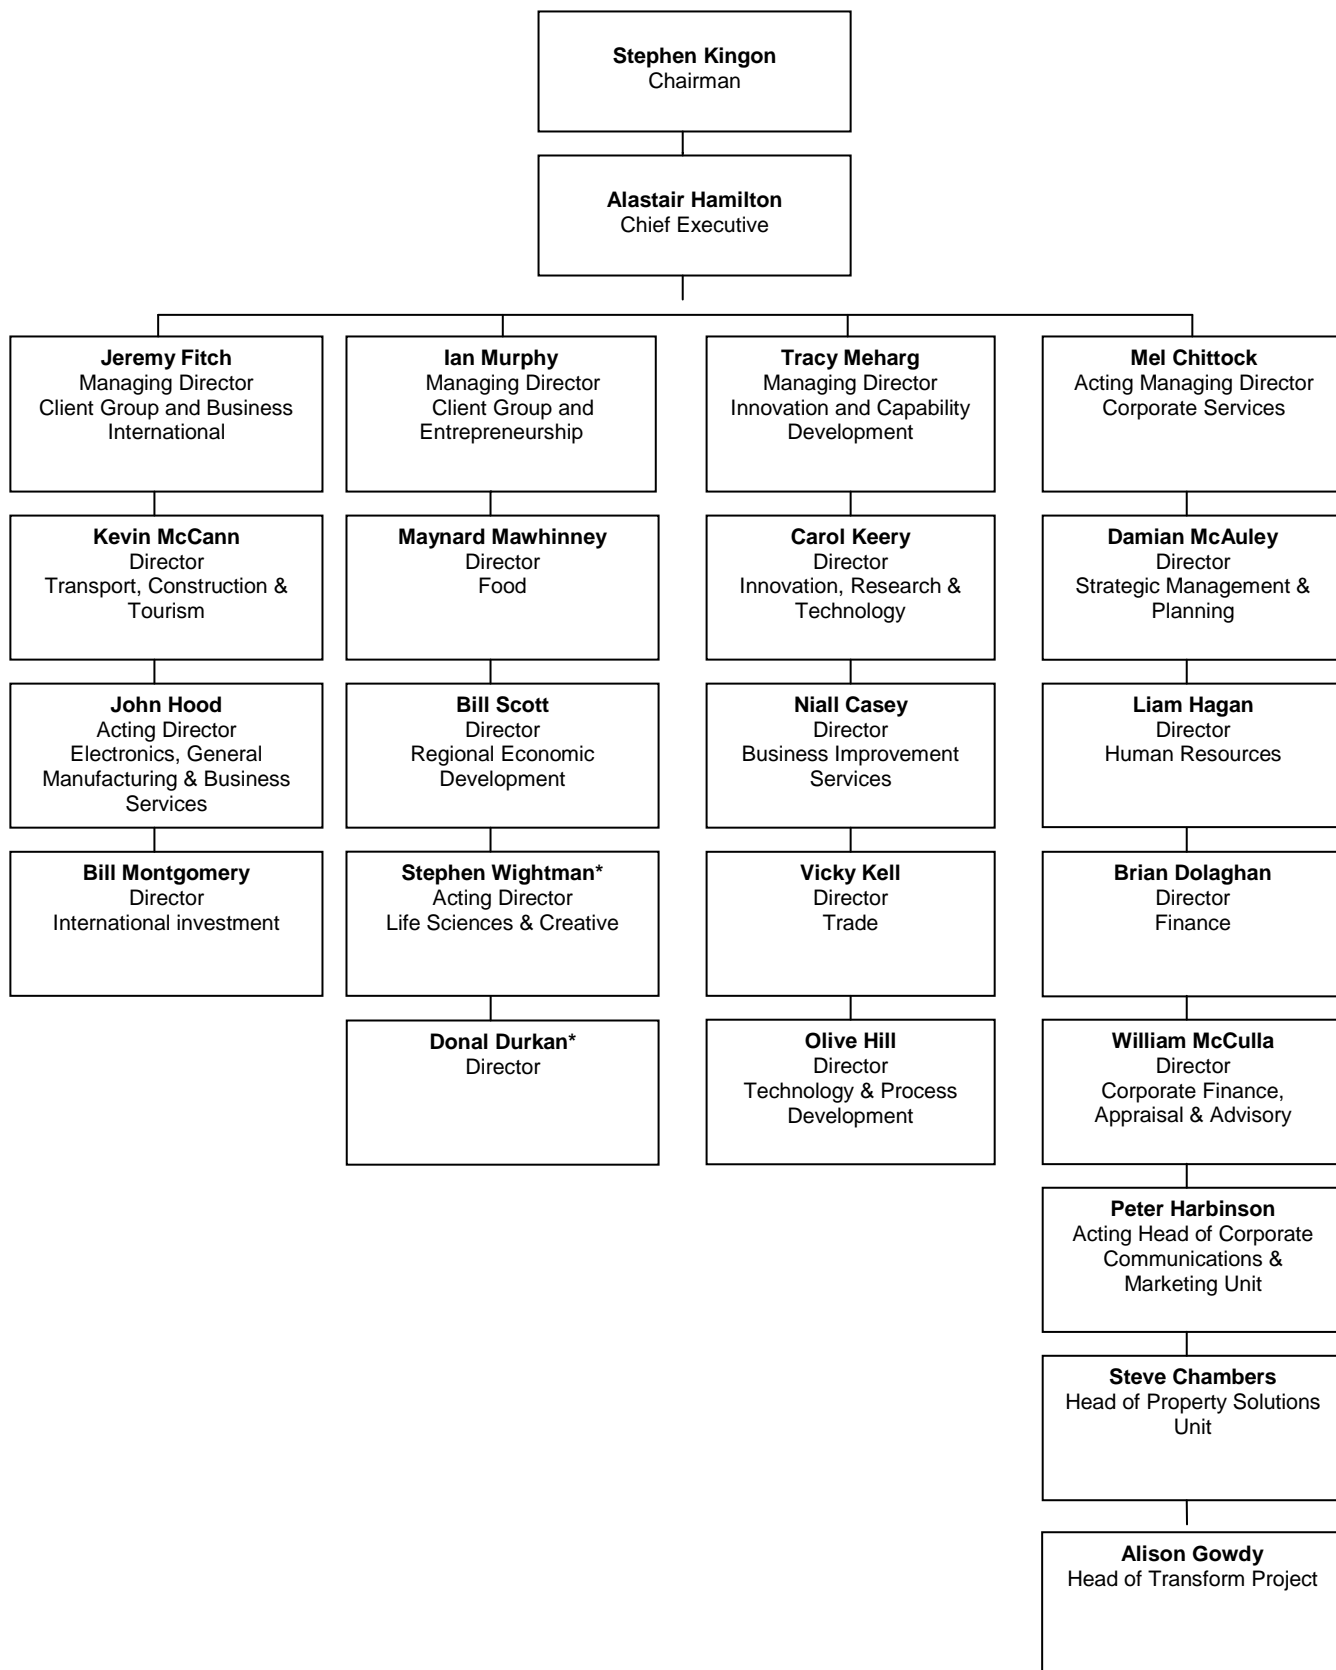 Stephen Kingon
Chairman
Alastair Hamilton
Chief Executive
Jeremy Fitch
Managing Director
Client Group and Business
International
Ian Murphy
Managing Director
Client Group and
Entrepreneurship
Tracy Meharg
Managing Director
Innovation and Capability
Development
Mel Chittock
Acting Managing Director
Corporate Services
Kevin McCann
Director
Transport, Construction &
Tourism
Maynard Mawhinney
Director
Food
Carol Keery
Director
Innovation, Research &
Technology
Damian McAuley
Director
Strategic Management &
Planning
John Hood
Acting Director
Electronics, General
Manufacturing & Business
Services
Bill Scott
Director
Regional Economic
Development
Niall Casey
Director
Business Improvement
Services
Liam Hagan
Director
Human Resources
Bill Montgomery
Director
International investment
Stephen Wightman*
Acting Director
Life Sciences & Creative
Vicky Kell
Director
Trade
Brian Dolaghan
Director
Finance
Donal Durkan*
Director
Olive Hill
Director
Technology & Process
Development
William McCulla
Director
Corporate Finance,
Appraisal & Advisory
Peter Harbinson
Acting Head of Corporate
Communications &
Marketing Unit
Steve Chambers
Head of Property Solutions
Unit
Alison Gowdy
Head of Transform Project